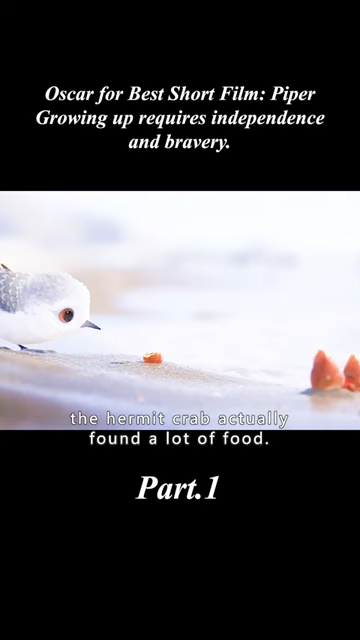 Oscar for Best Short Film: Piper
Growing up requires independence
and bravery.
the hermit crab actually
found a lot of food.
Part.1